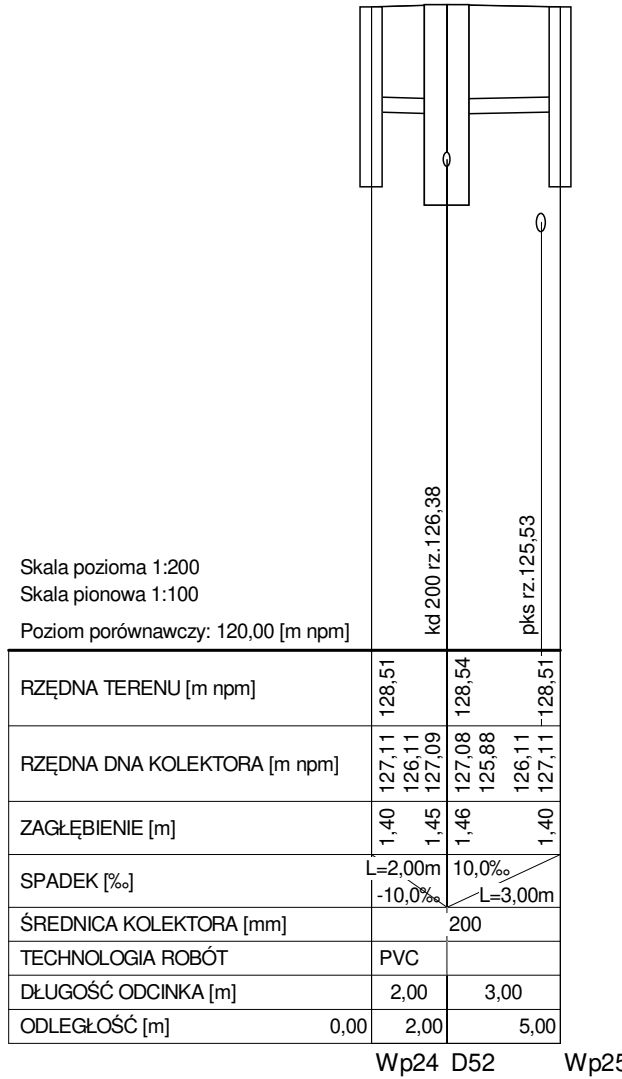 kd 200 rz.126,38
pks rz.125,53
Skala pozioma 1:200
Skala pionowa 1:100
Poziom porównawczy: 120,00 [m npm]
RZĘDNA TERENU [m npm] 128,51 128,54 128,51
RZĘDNA DNA KOLEKTORA [m npm] 127,11 126,11 127,09 127,08 125,88 126,11 127,11
ZAGŁĘBIENIE [m] 1,40 1,45 1,46 1,40
SPADEK [‰] L=2,00m -10,0‰ 10,0‰ L=3,00m
ŚREDNICA KOLEKTORA [mm] 200
TECHNOLOGIA ROBÓT PVC
DŁUGOŚĆ ODCINKA [m] 2,00 3,00
ODLEGŁOŚĆ [m] 0,00 2,00 5,00
Wp24 D52 Wp25